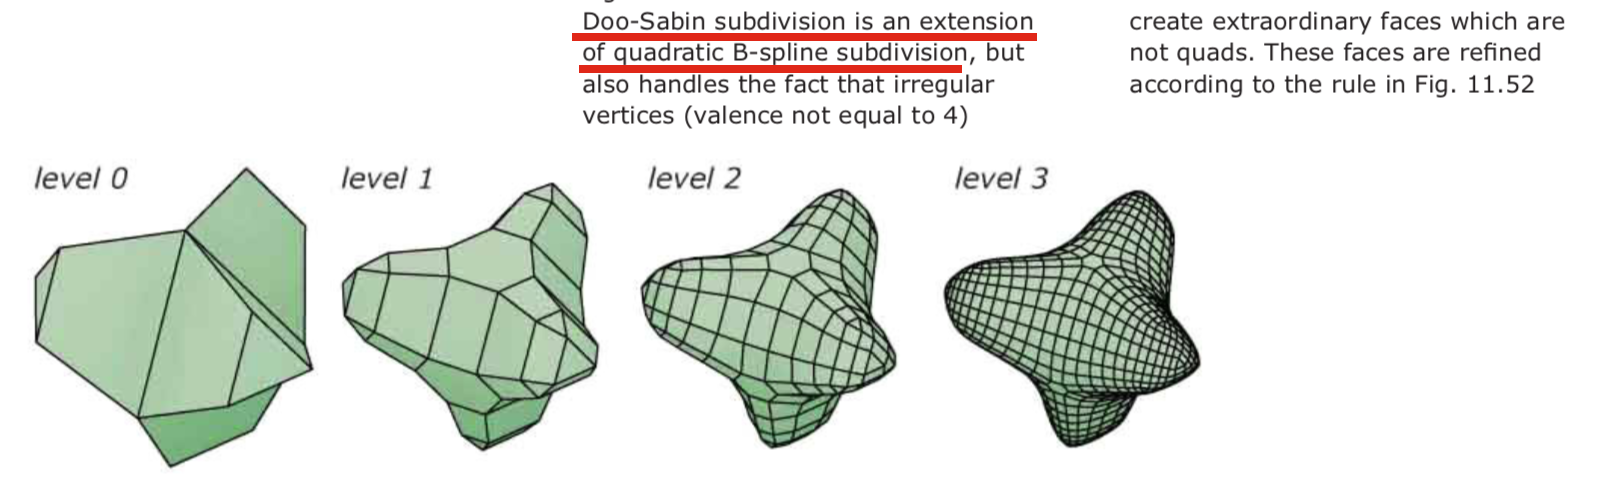 Doo-Sabin subdivision is an extension
of quadratic B-spline subdivision, but
also handles the fact that irregular
vertices (valence not equal to 4)
create extraordinary faces which are
not quads. These faces are refined
according to the rule in Fig. 11.52
level 0
level 1
level 2
level 3